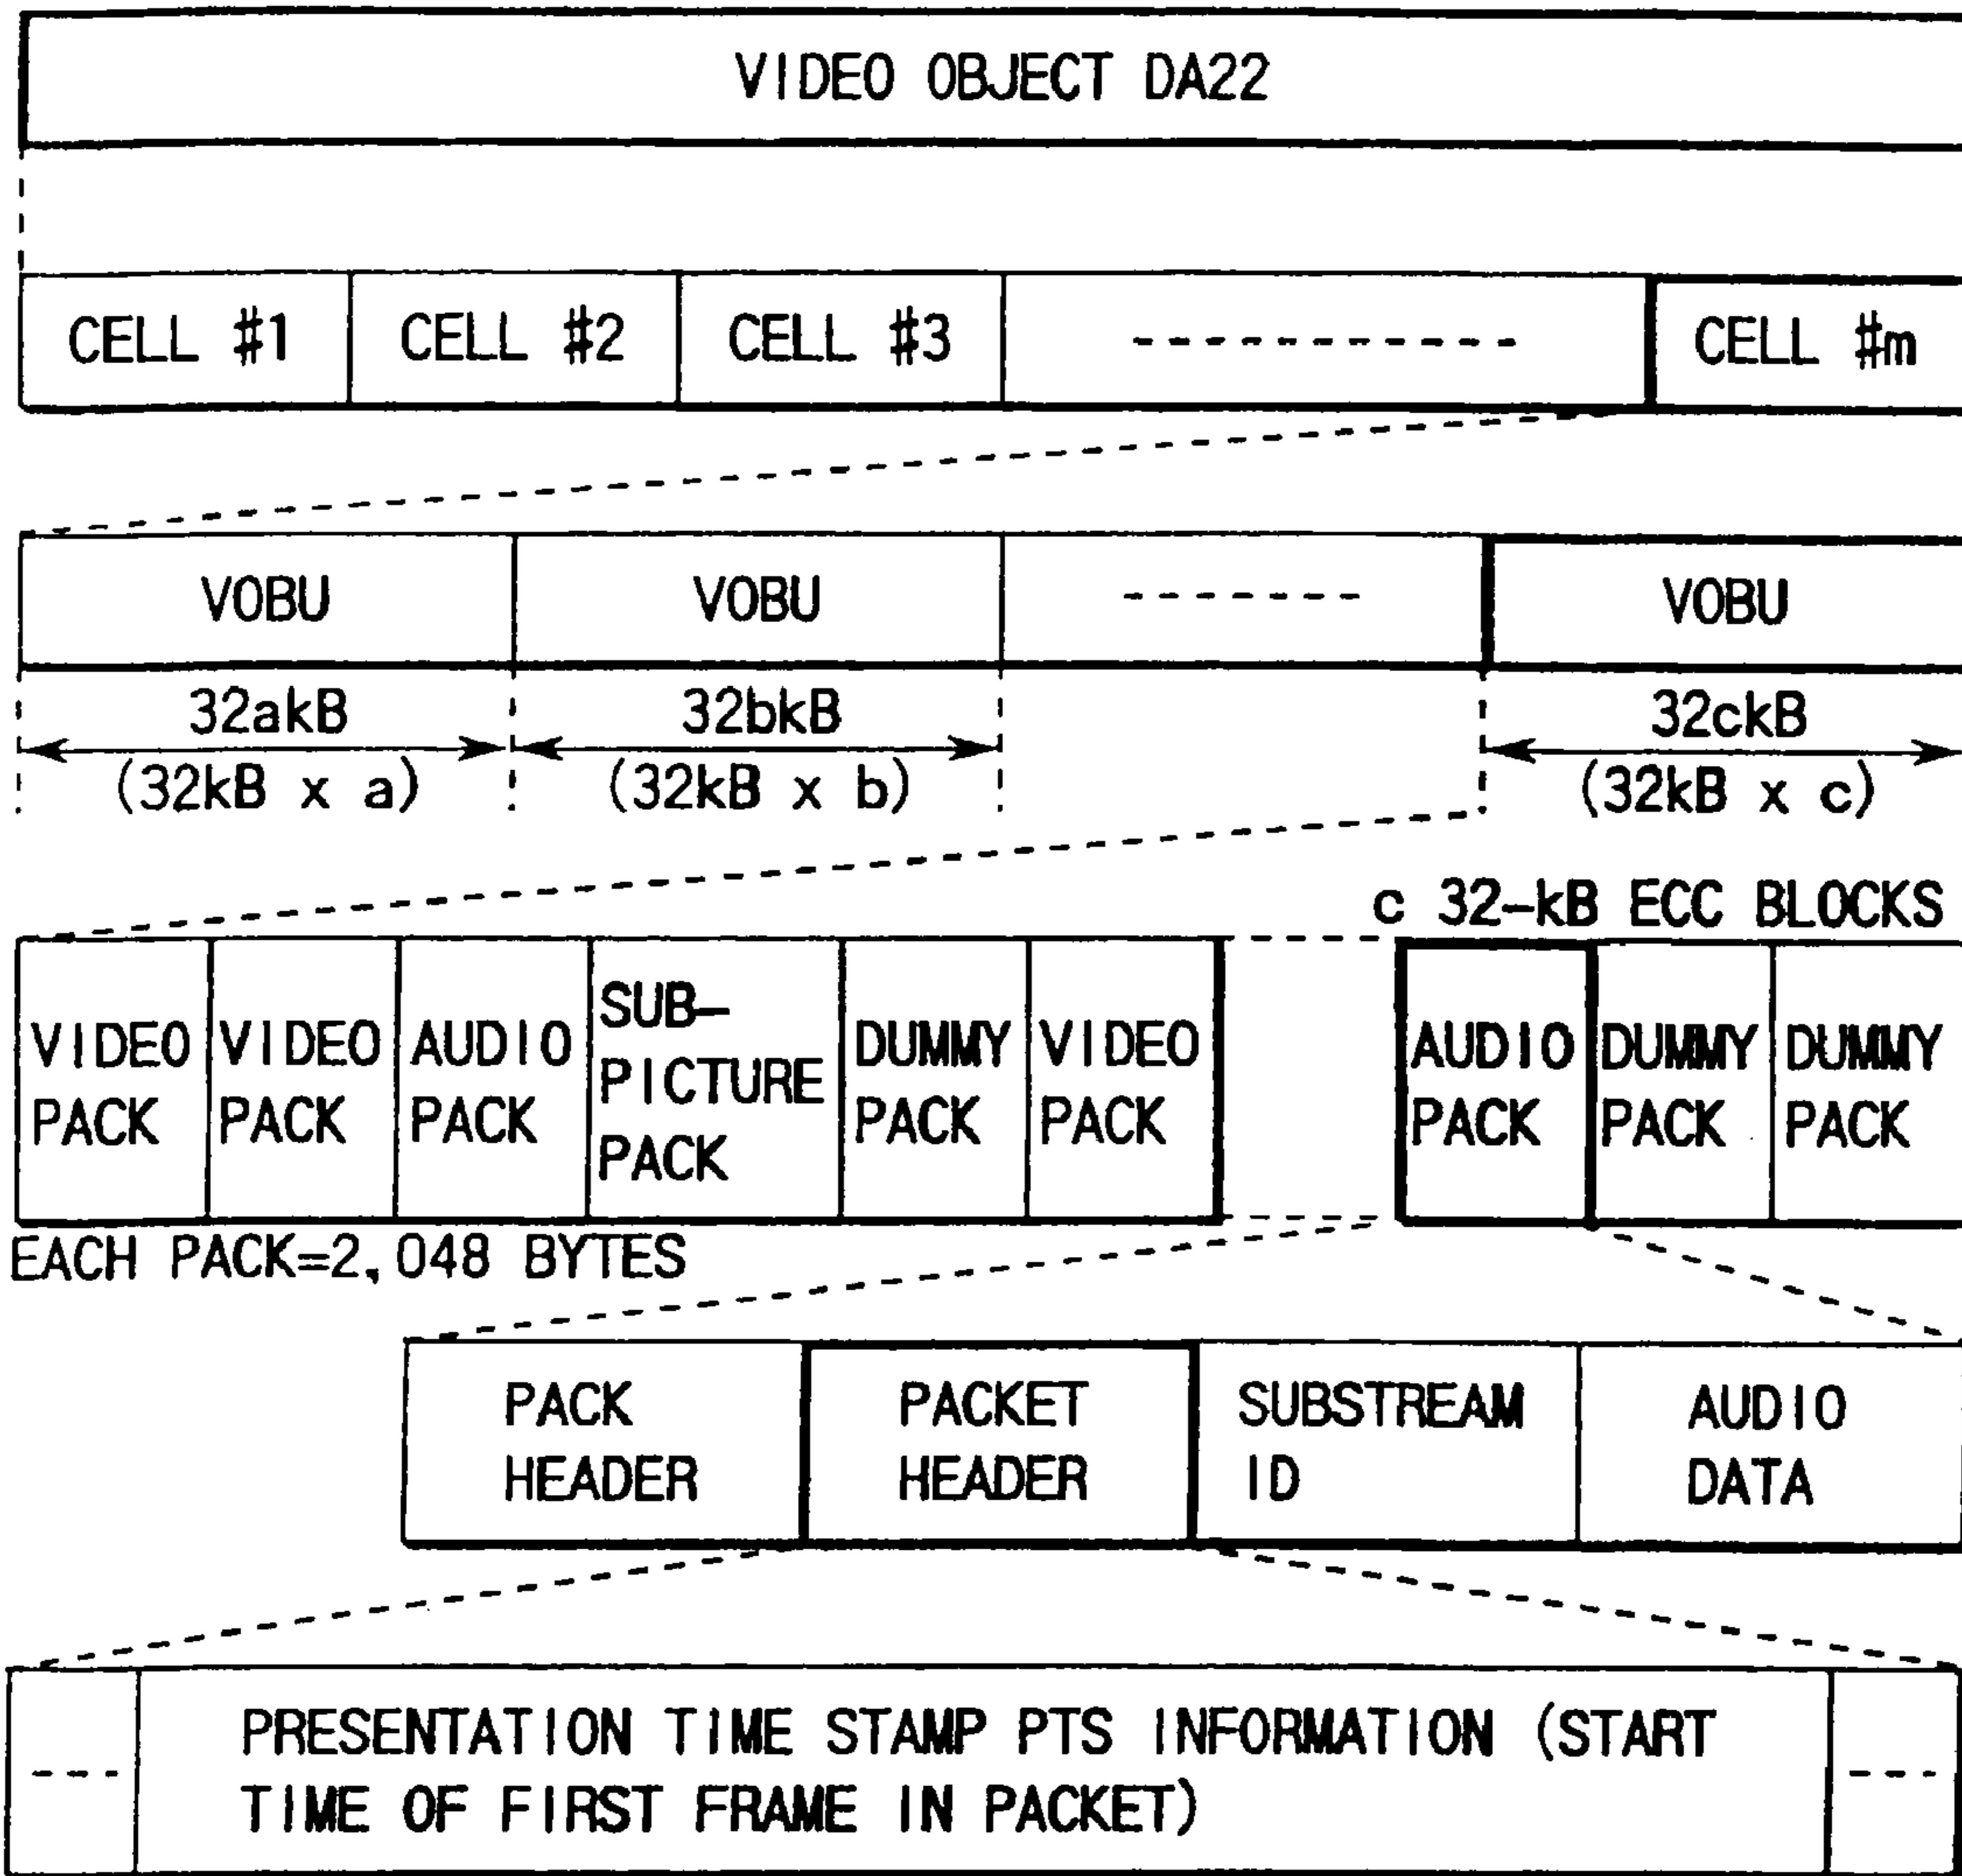 VIDEO OBJECT DA22
CELL #1 CELL #2 CELL #3 ----------- CELL #m
VOBU VOBU ------- VOBU
32akB 32bkB 32ckB
(32kB x a) (32kB x b) (32kB x c)
c 32-kB ECC BLOCKS
VIDEO PACK
VIDEO PACK
AUDIO PACK
SUB-PICTURE PACK
DUMMY PACK
VIDEO PACK
AUDIO PACK
DUMMY PACK
DUMMY PACK
EACH PACK=2,048 BYTES
PACK HEADER
PACKET HEADER
SUBSTREAM ID
AUDIO DATA
--- PRESENTATION TIME STAMP PTS INFORMATION (START ---
TIME OF FIRST FRAME IN PACKET)